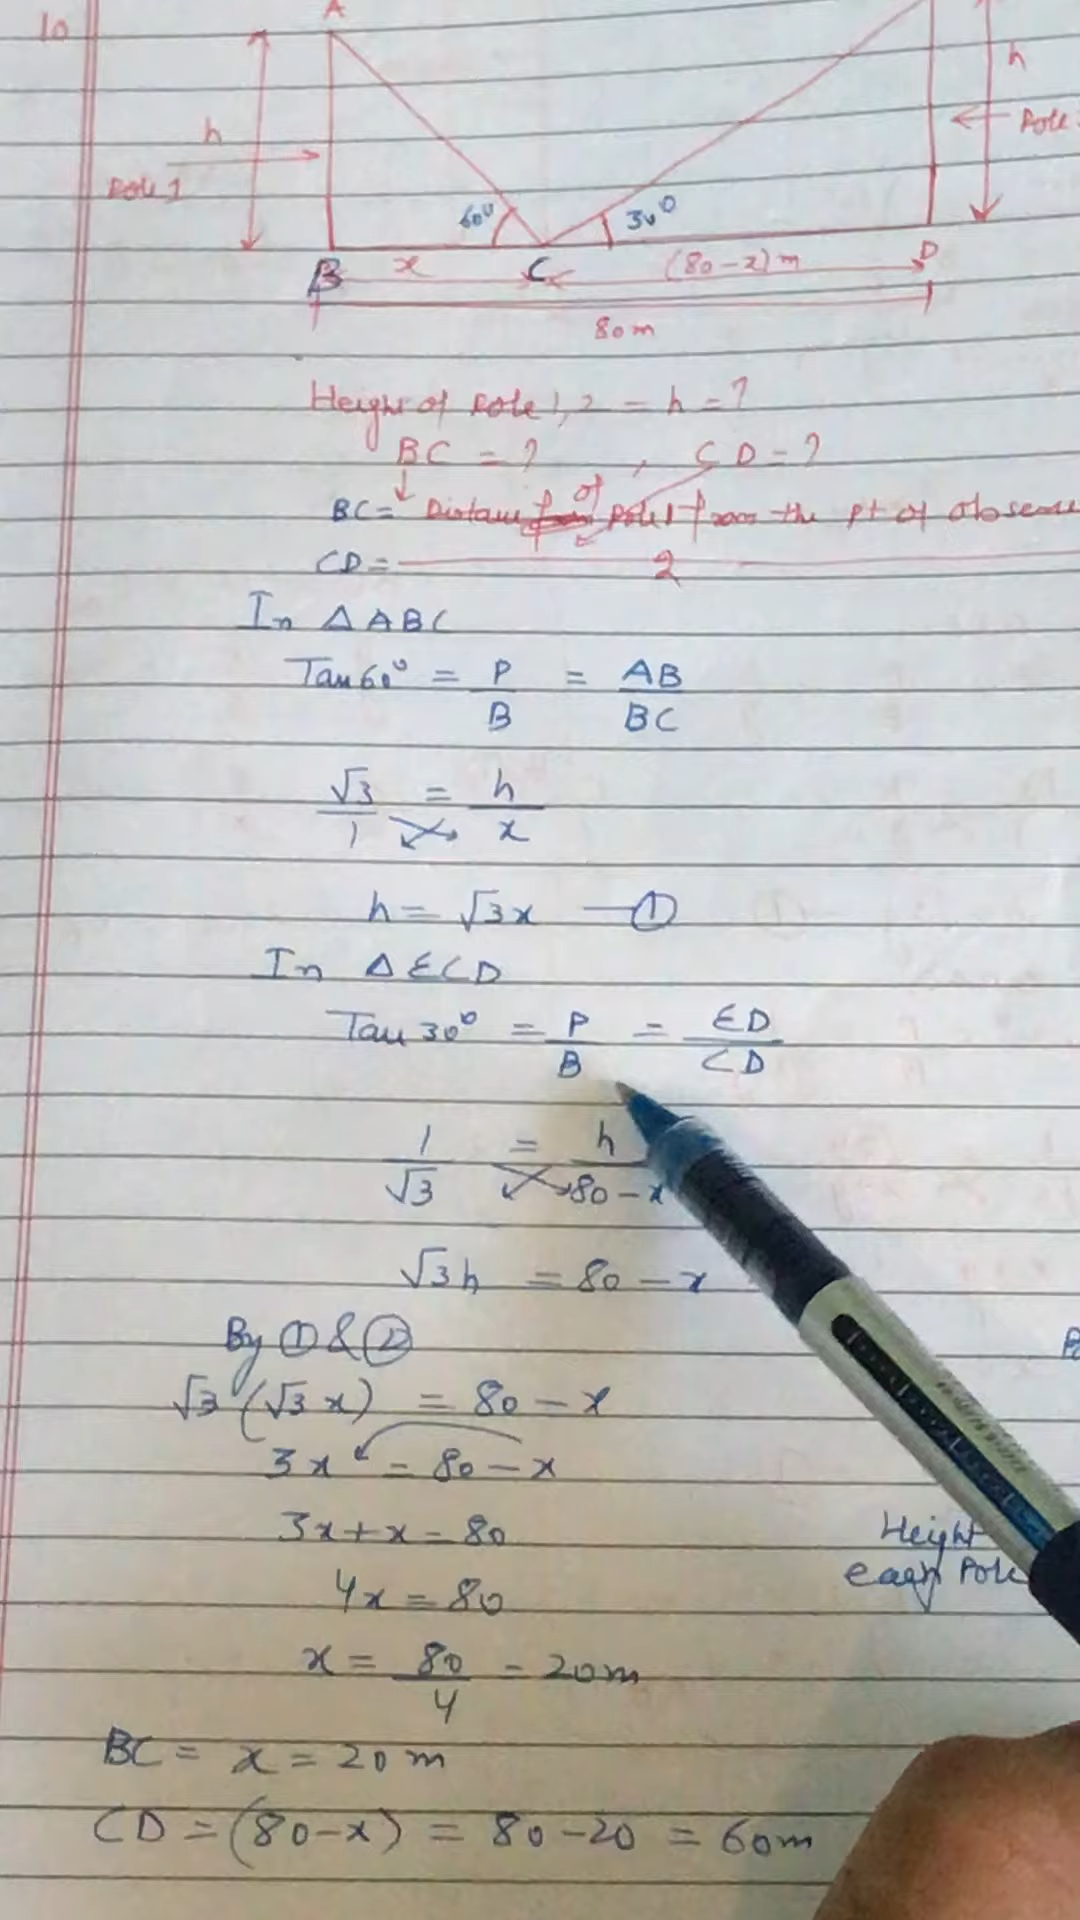 10
A
h
h
Pole 1
Pole
60° 30°
B x C (80-x)m D
80m
Height of Pole 1,2 = h = ?
BC = ? , CD = ?
of
BC = Distance Pole 1 from the pt of
CD = 2
In △ABC
Tan 60° = P/B = AB/BC
√3/1 = h/x
h = √3x — ①
In △ECD
Tan 30° = P/B = ED/CD
1/√3 = h/80-x
√3h = 80-x
By ① & ②
√3(√3x) = 80-x
3x = 80-x
3x+x = 80
Height
each Pole
4x = 80
x = 80/4 = 20m
BC = x = 20m
CD = (80-x) = 80-20 = 60m